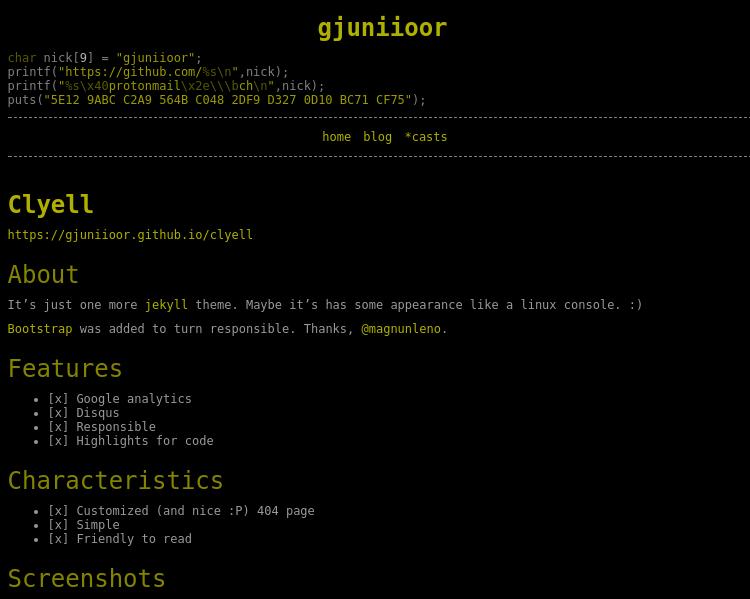 gjuniioor
char nick[9] = "gjuniioor";
printf("https://github.com/%s\n",nick);
printf("%s\x40protonmail\x2e\\\bch\n",nick);
puts("5E12 9ABC C2A9 564B C048 2DF9 D327 0D10 BC71 CF75");
home blog *casts
Clyell
https://gjuniioor.github.io/clyell
About
It’s just one more jekyll theme. Maybe it’s has some appearance like a linux console. :)
Bootstrap was added to turn responsible. Thanks, @magnunleno.
Features
• [x] Google analytics
• [x] Disqus
• [x] Responsible
• [x] Highlights for code
Characteristics
• [x] Customized (and nice :P) 404 page
• [x] Simple
• [x] Friendly to read
Screenshots